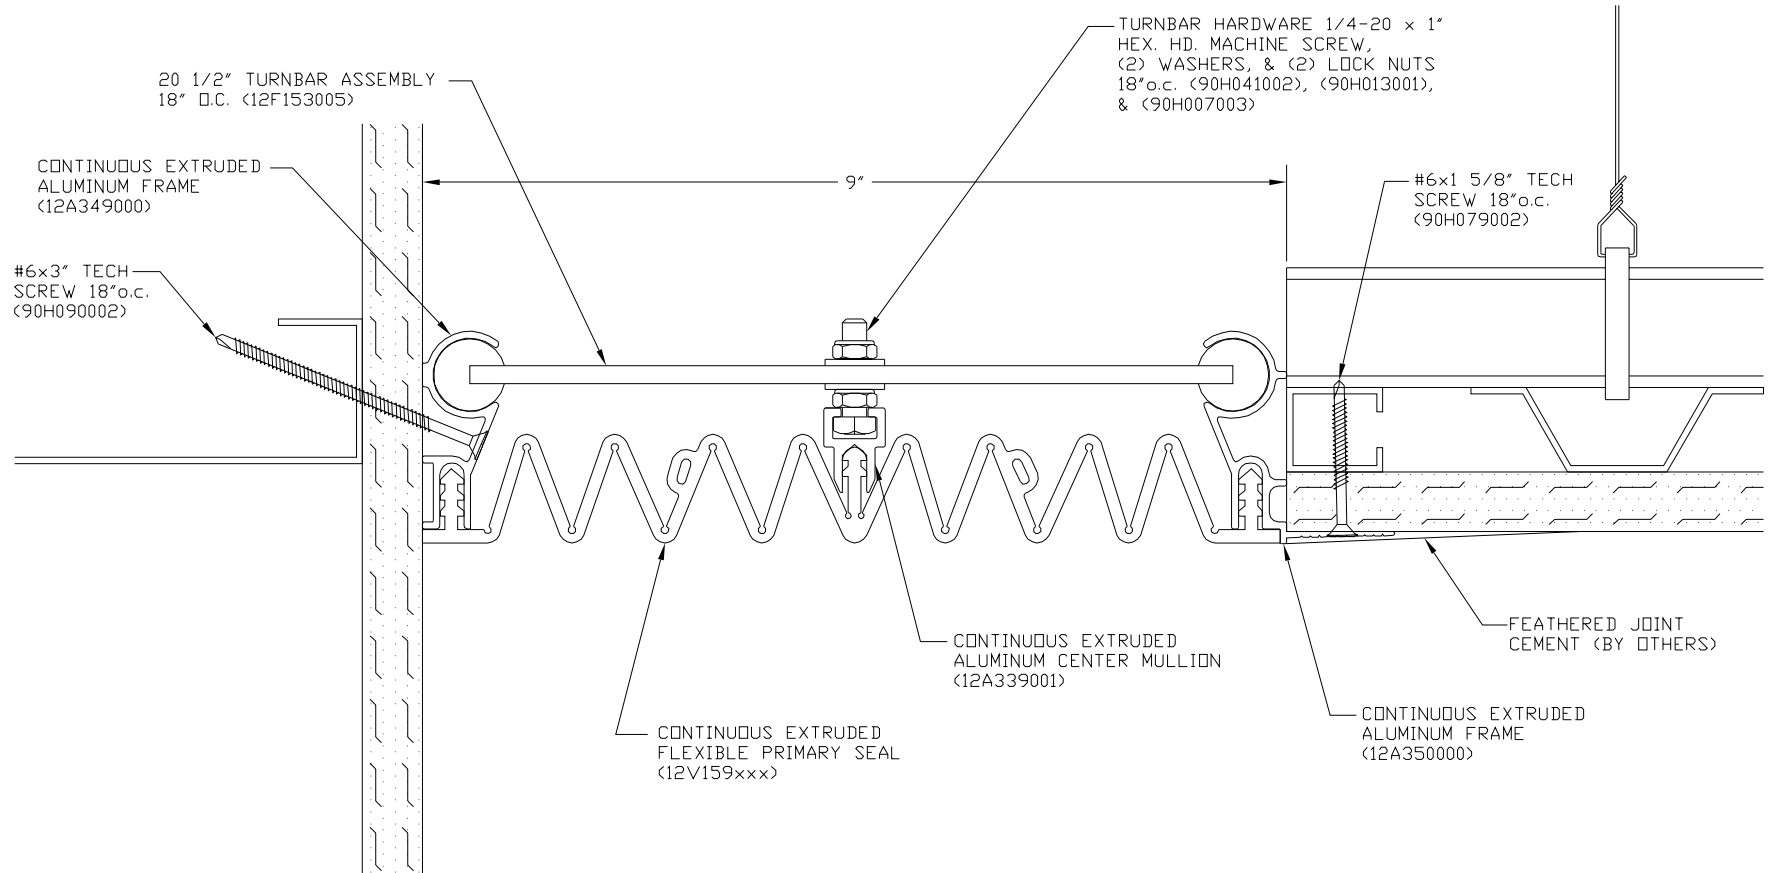 TURNBAR HARDWARE 1/4-20 x 1"
HEX. HD. MACHINE SCREW,
(2) WASHERS, & (2) LOCK NUTS
18"o.c. (90H041002), (90H013001),
& (90H007003)
20 1/2" TURNBAR ASSEMBLY
18" O.C. (12F153005)
CONTINUOUS EXTRUDED
ALUMINUM FRAME
(12A349000)
9"
#6x1 5/8" TECH
SCREW 18"o.c.
(90H079002)
#6x3" TECH
SCREW 18"o.c.
(90H090002)
FEATHERED JOINT
CEMENT (BY OTHERS)
CONTINUOUS EXTRUDED
ALUMINUM CENTER MULLION
(12A339001)
CONTINUOUS EXTRUDED
ALUMINUM FRAME
(12A350000)
CONTINUOUS EXTRUDED
FLEXIBLE PRIMARY SEAL
(12V159xxx)